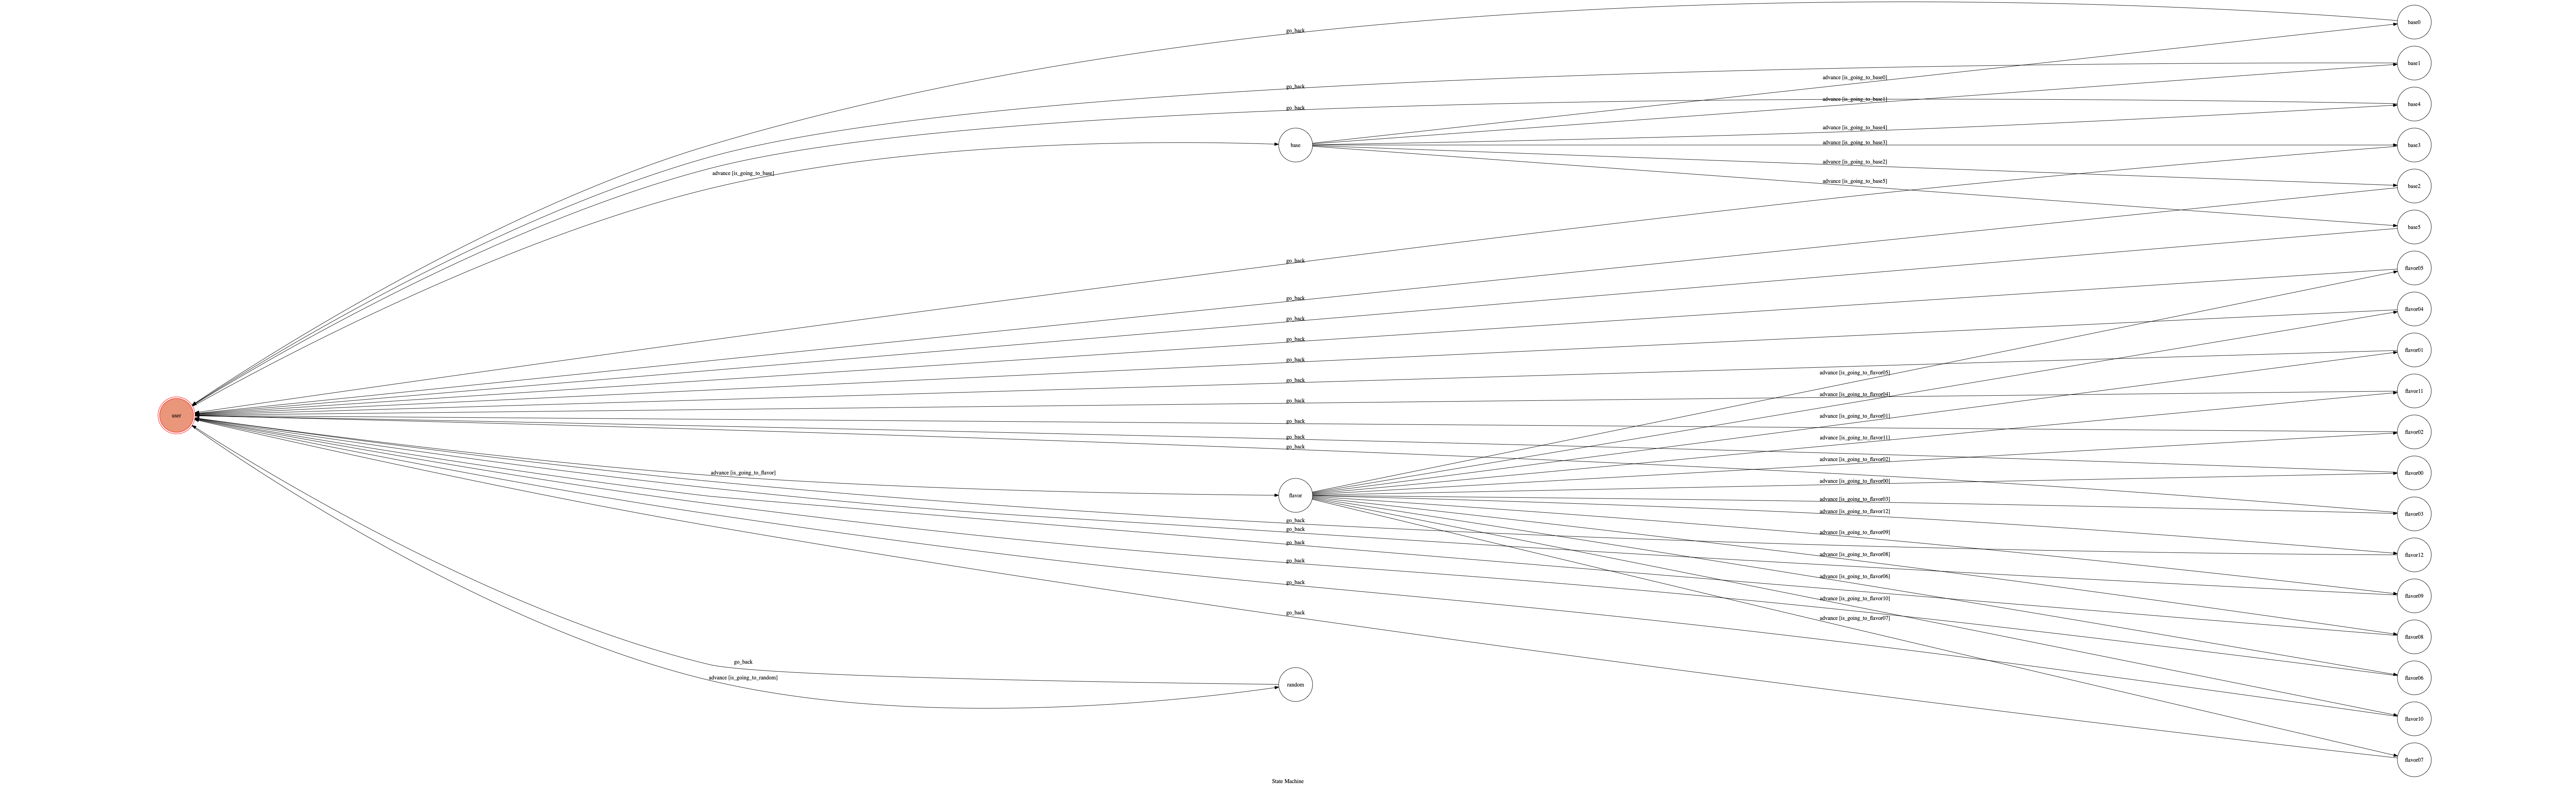 base0
go_back
base1
advance [is_going_to_base0]
go_back
advance [is_going_to_base1]
base4
go_back
advance [is_going_to_base4]
base
advance [is_going_to_base3]
base3
advance [is_going_to_base2]
advance [is_going_to_base]
advance [is_going_to_base5]
base2
base5
go_back
flavor05
go_back
flavor04
go_back
go_back
flavor01
go_back
advance [is_going_to_flavor05]
go_back
flavor11
advance [is_going_to_flavor04]
go_back
user
advance [is_going_to_flavor01]
go_back
flavor02
go_back
advance [is_going_to_flavor11]
go_back
advance [is_going_to_flavor02]
advance [is_going_to_flavor]
flavor00
advance [is_going_to_flavor00]
flavor
advance [is_going_to_flavor03]
advance [is_going_to_flavor12]
flavor03
go_back
go_back
advance [is_going_to_flavor09]
go_back
advance [is_going_to_flavor08]
flavor12
go_back
advance [is_going_to_flavor06]
go_back
flavor09
advance [is_going_to_flavor10]
go_back
advance [is_going_to_flavor07]
flavor08
go_back
advance [is_going_to_random]
flavor06
random
flavor10
flavor07
State Machine